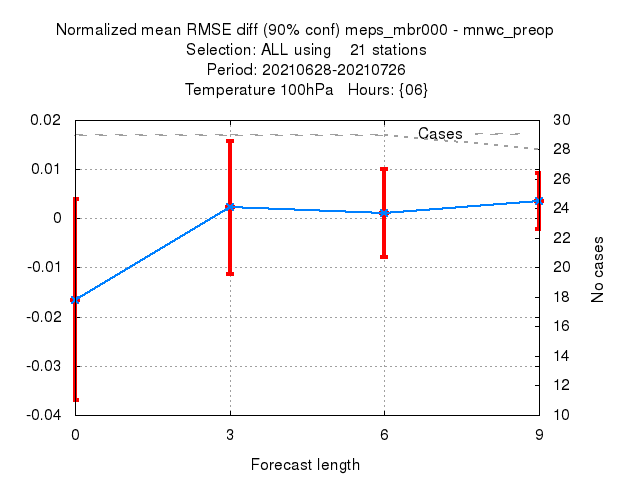 Normalized mean RMSE diff (90% conf) meps_mbr000 - mnwc_preop
Selection: ALL using    21 stations
Period: 20210628-20210726
Temperature 100hPa   Hours: {06}
0.02
0.01
0
-0.01
-0.02
-0.03
-0.04
Cases
30
28
26
24
22
20
18
16
14
12
10
No cases
0 3 6 9
Forecast length